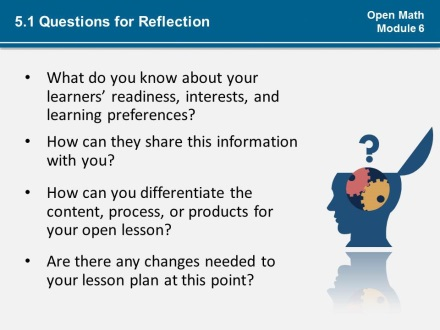 5.1 Questions for Reflection
Open Math
Module 6
• What do you know about your
learners’ readiness, interests, and
learning preferences?
• How can they share this information
with you?
• How can you differentiate the
content, process, or products for
your open lesson?
• Are there any changes needed to
your lesson plan at this point?
?